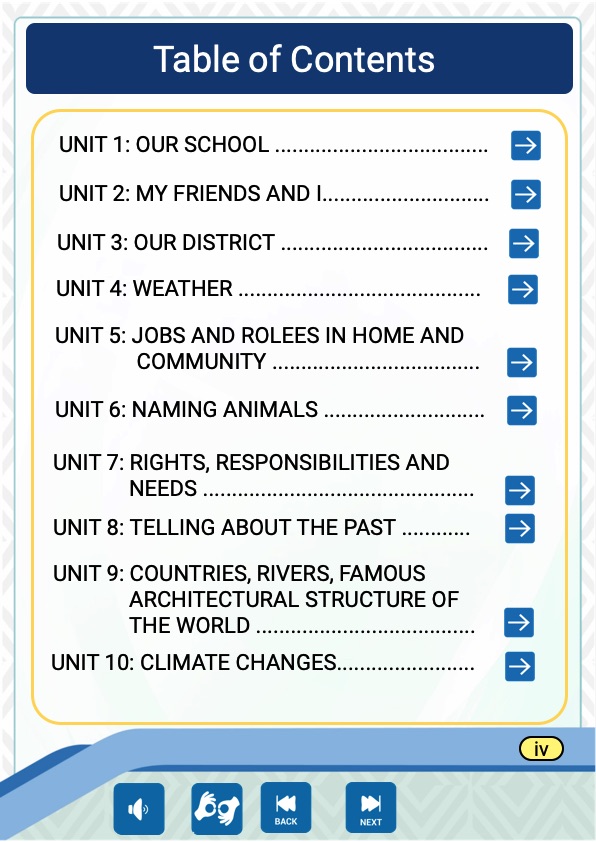 Table of Contents
UNIT 1: OUR SCHOOL .....................................
UNIT 2: MY FRIENDS AND I.............................
UNIT 3: OUR DISTRICT ....................................
UNIT 4: WEATHER ..........................................
UNIT 5: JOBS AND ROLEES IN HOME AND
COMMUNITY ....................................
UNIT 6: NAMING ANIMALS ............................
UNIT 7: RIGHTS, RESPONSIBILITIES AND
NEEDS ...............................................
UNIT 8: TELLING ABOUT THE PAST ............
UNIT 9: COUNTRIES, RIVERS, FAMOUS
ARCHITECTURAL STRUCTURE OF
THE WORLD ......................................
UNIT 10: CLIMATE CHANGES........................
iv
BACK
NEXT